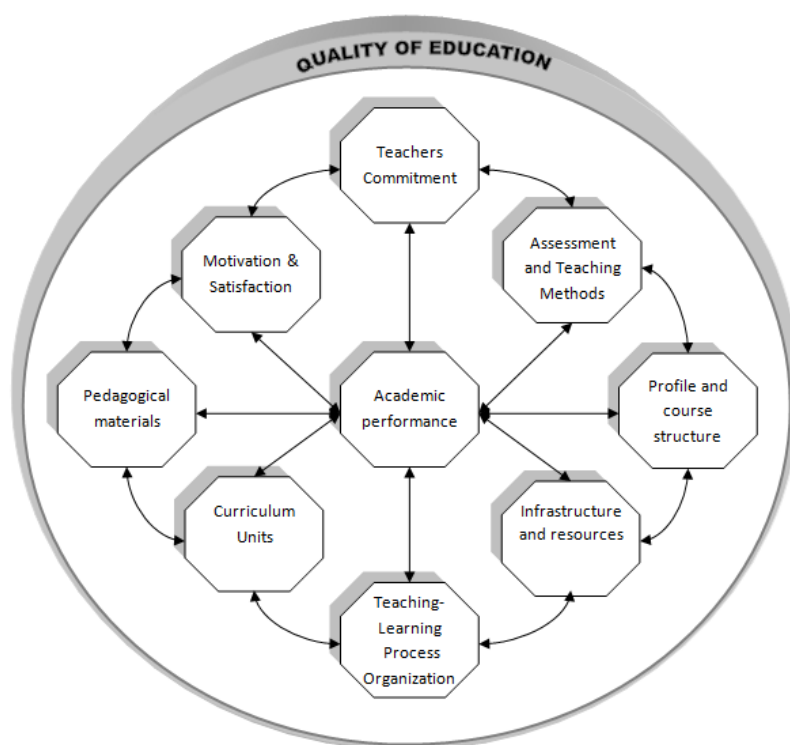 QUALITY OF EDUCATION
Teachers
Commitment
Motivation &
Satisfaction
Assessment
and Teaching
Methods
Pedagogical
materials
Academic
performance
Profile and
course
structure
Curriculum
Units
Infrastructure
and resources
Teaching-
Learning
Process
Organization